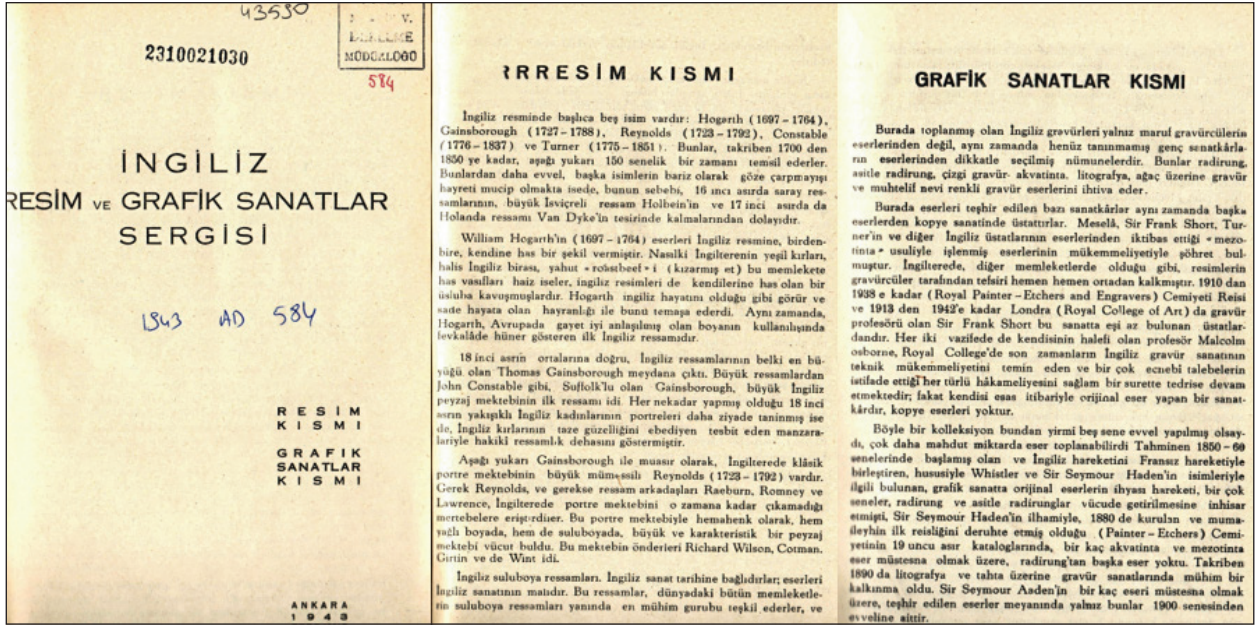 43530
2310021030
V.
DERLEME
MÜDÜRLÜĞÜ
584
İNGİLİZ
RESİM VE GRAFİK SANATLAR
SERGİSİ
1943 AD 584
RESİM
KISMI
GRAFIK
SANATLAR
KISMI
ANKARA
1943
RRRESİM KISMI
İngiliz resminde başlıca beş isim vardır: Hogarth (1697-1764),
Gainsborough (1727-1788), Reynolds (1723-1792), Constable
(1776-1837) ve Turner (1775-1851). Bunlar, takriben 1700 den
1850 ye kadar, aşağı yukarı 150 senelik bir zamanı temsil ederler.
Bunlardan daha evvel, başka isimlerin bariz olarak göze çarpmayışı
hayreti mucip olmakta isede, bunun sebebi, 16 ıncı asırda saray res-
samlarının, büyük İsviçreli ressam Holbein'in ve 17 inci asırda da
Holanda ressamı Van Dyke'in tesirinde kalmalarından dolayıdır.
William Hogarth'in (1697-1764) eserleri İngiliz resmine, birden-
bire, kendine has bir şekil vermiştir. Nasılki İngilterenin yeşil kırları,
halis İngiliz birası, yahut «roastbeef» i (kızarmış et) bu memlekete
has vasıfları haiz iseler, ingiliz resimleri de kendilerine has olan bir
üsluba kavuşmuşlardır. Hogarth ingiliz hayatını olduğu gibi görür ve
sade hayata olan hayranlığı ile bunu temaşa ederdi. Aynı zamanda,
Hogarth, Avrupada gayet iyi anlaşılmış olan boyanın kullanılışında
fevkalâde hüner gösteren ilk İngiliz ressamıdır.
18 inci asrın ortalarına doğru, İngiliz ressamlarının belki en bü-
yüğü olan Thomas Gainsborough meydana çıktı. Büyük ressamlardan
John Constable gibi, Suffolk'lu olan Gainsborough, büyük İngiliz
peyzaj mektebinin ilk ressamı idi. Her nekadar yapmış olduğu 18 inci
asrın yakışıklı İngiliz kadınlarının portreleri daha ziyade taninmış ise
de, İngiliz kırlarının taze güzelliğini ebediyen tesbit eden manzara-
lariyle hakikî ressamlık dehasını göstermiştir.
Aşağı yukarı Gainsborough ile muasır olarak, İngilterede klâsik
portre mektebinin büyük mümessili Reynolds (1723-1792) vardır.
Gerek Reynolds, ve gerekse ressam arkadaşları Raeburn, Romney ve
Lawrence, İngilterede portre mektebini o zamana kadar çıkamadığı
mertebelere eriştirdiler. Bu portre mektebiyle hemahenk olarak, hem
yağlı boyada, hem de suluboyada, büyük ve karakteristik bir peyzaj
mektebi vücut buldu. Bu mektebin önderleri Richard Wilson, Cotman.
Girtin ve de Wint idi.
İngiliz suluboya ressamları. İngiliz sanat tarihine bağlıdırlar; eserleri
İngiliz sanatının malıdır. Bu ressamlar, dünyadaki bütün memleketle-
rin suluboya ressamları yanında en mühim gurubu teşkil ederler, ve
GRAFİK SANATLAR KISMI
Burada toplanmış olan İngiliz gravürleri yalnız maruf gravürcülerin
eserlerinden değil, aynı zamanda henüz tanınmamış genç senatkârla-
rın eserlerinden dikkatle seçilmiş nümunelerdir. Bunlar radirung,
asitle radirung, çizgi gravür- akvatinta. litografya, ağaç üzerine gravür
ve muhtelif nevi renkli gravür eserlerini ihtiva eder.
Burada eserleri teşhir edilen bazı sanatkârlar aynı zamanda başka
eserlerden kopye sanatinde üstattırlar. Meselâ, Sir Frank Short, Tur-
ner'in ve diğer İngiliz üstatlarının eserlerinden iktibas ettiği «mezo-
tinta» usuliyle işlenmiş eserlerinin mükemmeliyetiyle şöhret bul-
muştur. İngilterede, diğer memleketlerde olduğu gibi, resimlerin
gravürcüler tarafından tefsiri hemen hemen ortadan kalkmıştır. 1910 dan
1938 e kadar (Royal Painter-Etchers and Engravers) Cemiyeti Reisi
ve 1913 den 1942'e kadar Londra (Royal College of Art) da gravür
profesörü olan Sir Frank Short bu sanatta eşi az bulunan üstatlar-
dandır. Her iki vazifede de kendisinin halefi olan profesör Malcolm
osborne, Royal College'de son zamanların İngiliz gravür sanatının
teknik mükemmeliyetini temin eden ve bir çok ecnebî talebelerin
istifade ettiği her türlü hâkameliyesini sağlam bir surette tedrise devam
etmektedir; fakat kendisi esas itibariyle orijinal eser yapan bir sanat-
kârdır, kopye eserleri yoktur.
Böyle bir kolleksiyon bundan yirmi beş sene evvel yapılmış olsay-
dı, çok daha mahdut miktarda eser toplanabilirdi Tahminen 1850-60
senelerinde başlamış olan ve İngiliz hareketini Fransız hareketiyle
birleştiren, hususiyle Whistler ve Sir Seymour Haden'in isimleriyle
ilgili bulunan, grafik sanatta orijinal eserlerin ihyası hareketi, bir çok
seneler, radirung ve asitle radirunglar vücude getirilmesine inhisar
etmişti, Sir Seymour Haden'in ilhamiyle, 1880 de kurulan ve muma-
ileyhin ilk reisliğini deruhte etmiş olduğu (Painter-Etchers) Cemi-
yetinin 19 uncu asır kataloglarında, bir kaç akvatinta ve mezotinta
eser müstesna olmak üzere, radirung'tan başka eser yoktu. Takriben
1890 da litografya ve tahta üzerine gravür sanatlarında mühim bir
kalkınma oldu. Sir Seymour Aaden'in bir kaç eseri müstesna olmak
üzere, teşhir edilen eserler meyanında yalnız bunlar 1900 senesinden
evveline aittir.